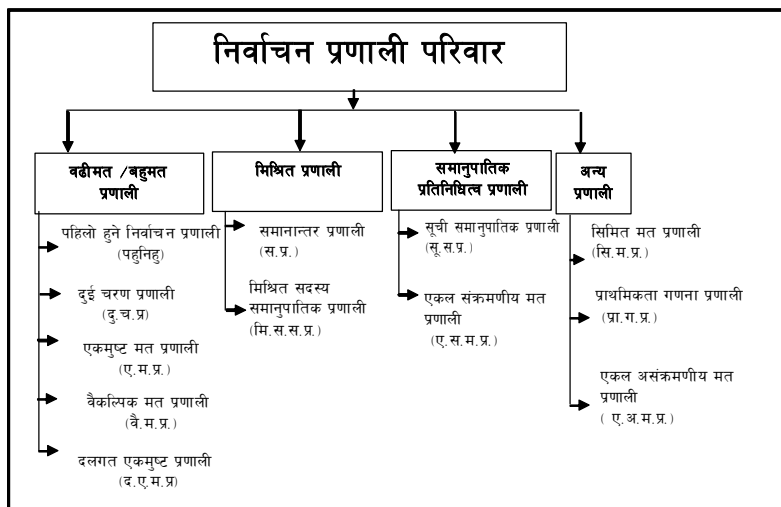 निर्वाचन प्रणाली परिवार
वढीमत /बहुमत
प्रणाली
पहिलो हुने निर्वाचन प्रणाली
(पहुनिहु)
दुई चरण प्रणाली
(दु.च.प्र)
एकमुष्ट मत प्रणाली
(ए.म.प्र.)
वैकल्पिक मत प्रणाली
(वै.म.प्र.)
दलगत एकमुष्ट प्रणाली
(द.ए.म.प्र)
मिश्रित प्रणाली
समानान्तर प्रणाली
(स.प्र.)
मिश्रित सदस्य
समानुपातिक प्रणाली
(मि.स.स.प्र.)
समानुपातिक
प्रतिनिधित्व प्रणाली
सूची समानुपातिक प्रणाली
(सू.स.प्र.)
एकल संक्रमणीय मत
प्रणाली
(ए.स.म.प्र.)
अन्य
प्रणाली
सिमित मत प्रणाली
(सि.म.प्र.)
प्राथमिकता गणना प्रणाली
(प्रा.ग.प्र.)
एकल असंक्रमणीय मत
प्रणाली
( ए.अ.म.प्र.)